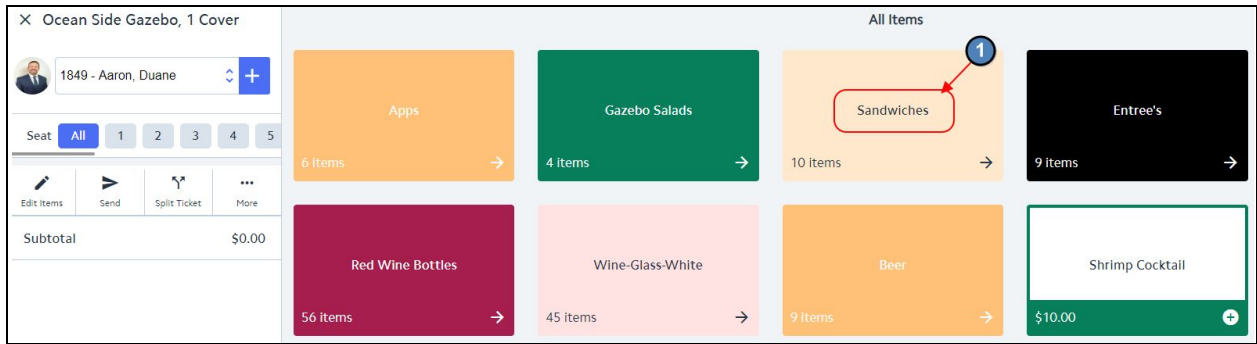 × Ocean Side Gazebo, 1 Cover
1849 - Aaron, Duane
+
Seat All 1 2 3 4 5
Edit Items Send Split Ticket More
Subtotal $0.00
All Items
1
Apps
6 items
Gazebo Salads
4 items
Sandwiches
10 items
Entree's
9 items
Red Wine Bottles
56 items
Wine-Glass-White
45 items
Beer
9 items
Shrimp Cocktail
$10.00